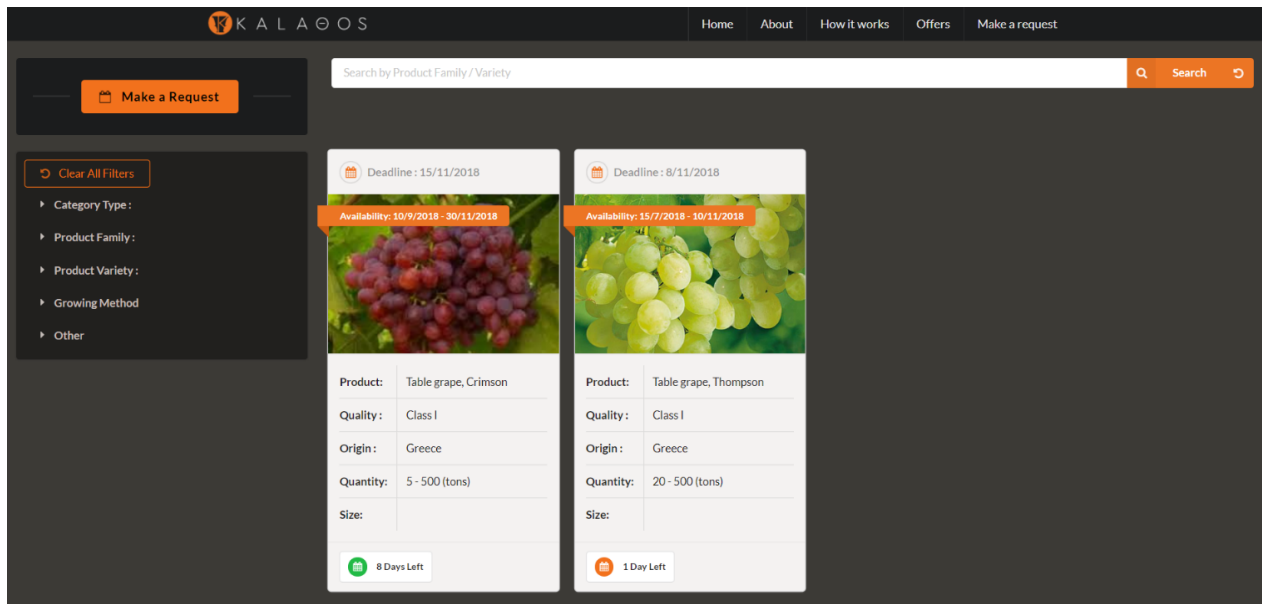 KALAΘOS
Home About How it works Offers Make a request
Make a Request
Search by Product Family / Variety
Search
Clear All Filters
Category Type :
Product Family :
Product Variety :
Growing Method
Other
Deadline : 15/11/2018
Availability: 10/9/2018 - 30/11/2018
Product: Table grape, Crimson
Quality : Class I
Origin : Greece
Quantity: 5 - 500 (tons)
Size:
8 Days Left
Deadline : 8/11/2018
Availability: 15/7/2018 - 10/11/2018
Product: Table grape, Thompson
Quality : Class I
Origin : Greece
Quantity: 20 - 500 (tons)
Size:
1 Day Left